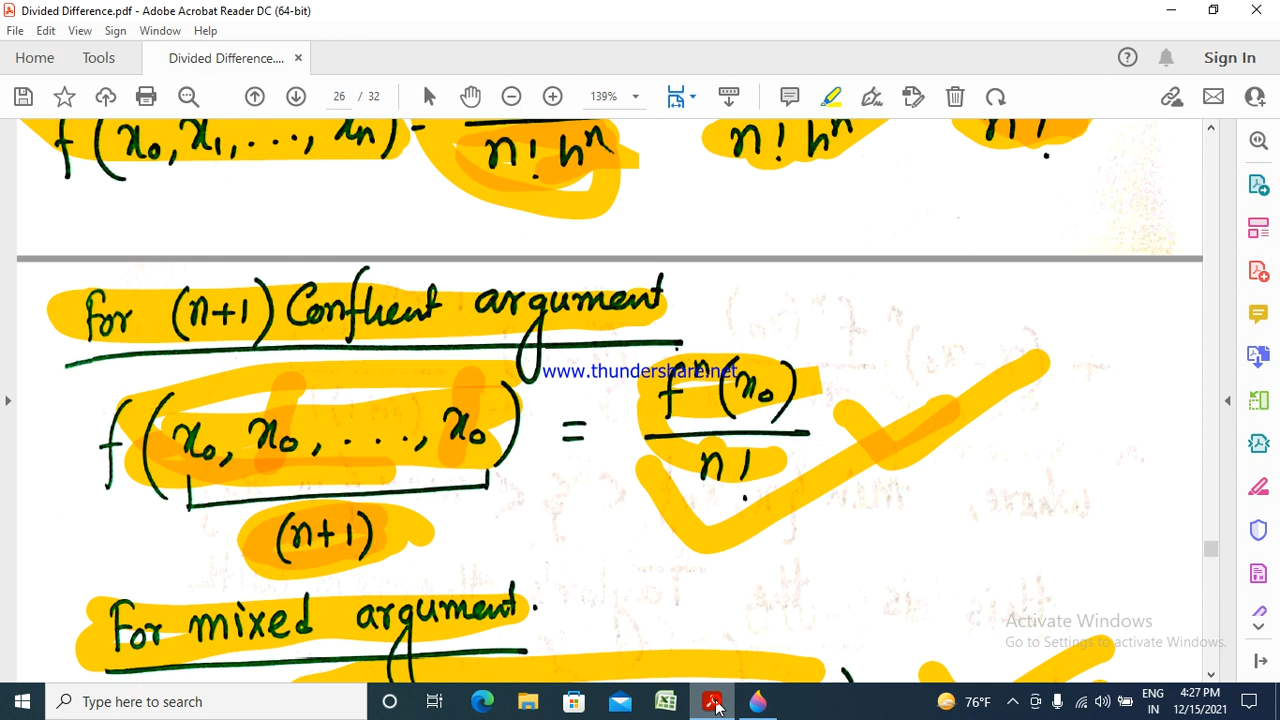 Divided Difference.pdf - Adobe Acrobat Reader DC (64-bit)
File Edit View Sign Window Help
Home Tools Divided Difference.... × Sign In
26 / 32 139%
f(x₀, x₁, ..., xₙ) = n! hⁿ n! hⁿ n!
For (n+1) Confluent argument
www.thundershare.net
f(x₀, x₀, ...., x₀) = fⁿ(x₀) / n!
(n+1)
For mixed argument.
Activate Windows
Go to Settings to activate Windows.
Type here to search 76°F ENG IN 4:27 PM 12/15/2021